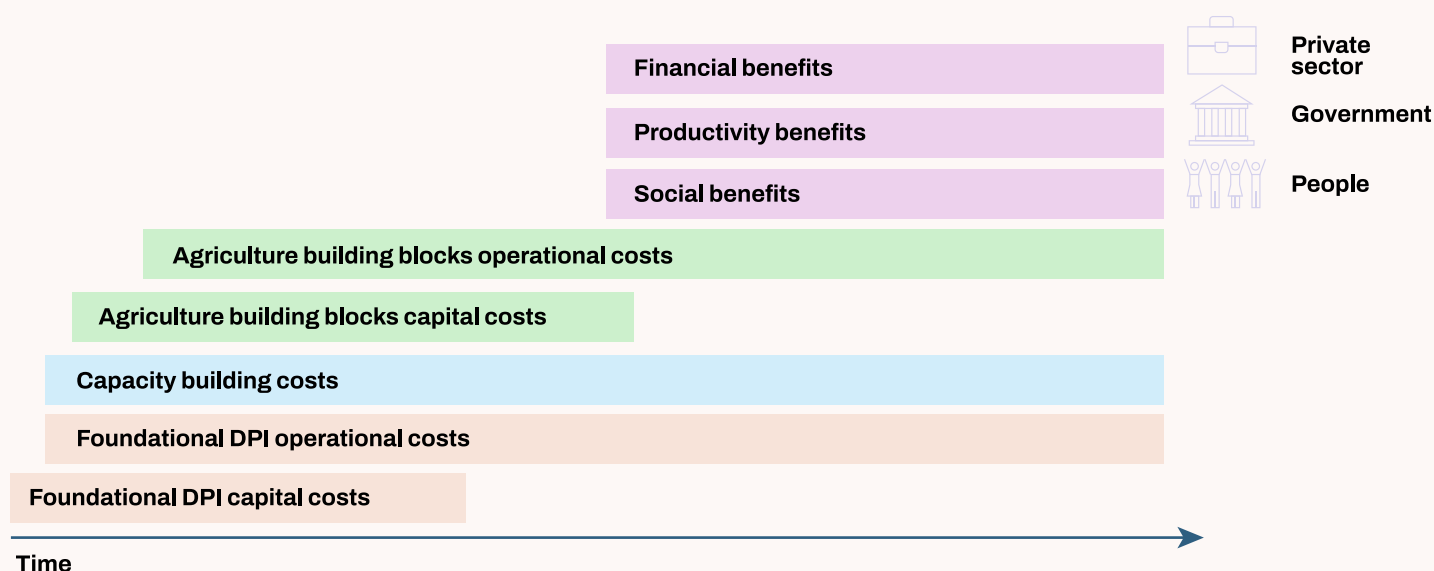 Private
sector
Financial benefits
Government
Productivity benefits
People
Social benefits
Agriculture building blocks operational costs
Agriculture building blocks capital costs
Capacity building costs
Foundational DPI operational costs
Foundational DPI capital costs
Time